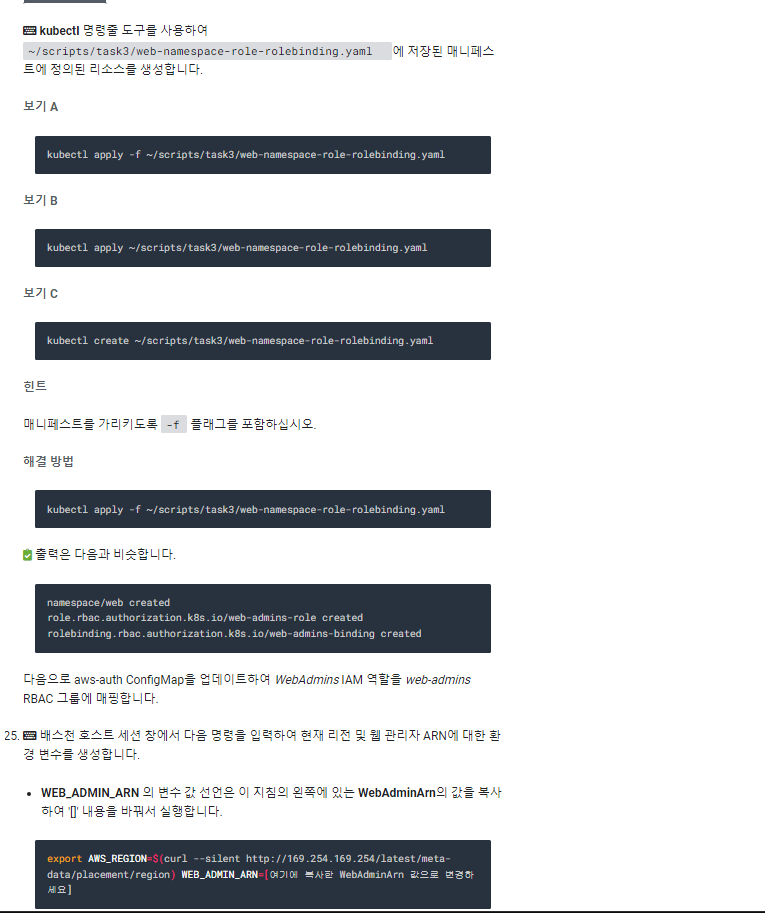 kubectl 명령줄 도구를 사용하여
~/scripts/task3/web-namespace-role-rolebinding.yaml 에 저장된 매니페스
트에 정의된 리소스를 생성합니다.
보기 A
kubectl apply -f ~/scripts/task3/web-namespace-role-rolebinding.yaml
보기 B
kubectl apply ~/scripts/task3/web-namespace-role-rolebinding.yaml
보기 C
kubectl create ~/scripts/task3/web-namespace-role-rolebinding.yaml
힌트
매니페스트를 가리키도록 -f 플래그를 포함하십시오.
해결 방법
kubectl apply -f ~/scripts/task3/web-namespace-role-rolebinding.yaml
출력은 다음과 비슷합니다.
namespace/web created
role.rbac.authorization.k8s.io/web-admins-role created
rolebinding.rbac.authorization.k8s.io/web-admins-binding created
다음으로 aws-auth ConfigMap을 업데이트하여 WebAdmins IAM 역할을 web-admins
RBAC 그룹에 매핑합니다.
25. 배스천 호스트 세션 창에서 다음 명령을 입력하여 현재 리전 및 웹 관리자 ARN에 대한 환
경 변수를 생성합니다.
• WEB_ADMIN_ARN 의 변수 값 선언은 이 지침의 왼쪽에 있는 WebAdminArn의 값을 복사
하여 '[]' 내용을 바꿔서 실행합니다.
export AWS_REGION=$(curl --silent http://169.254.169.254/latest/meta-
data/placement/region) WEB_ADMIN_ARN=[여기에 복사한 WebAdminArn 값으로 변경하
세요]